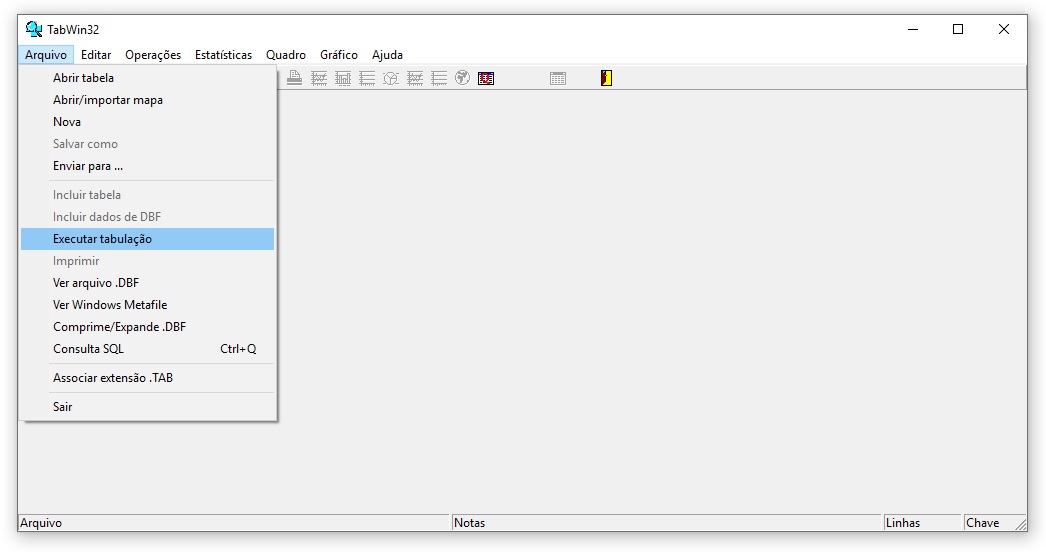 TabWin32
Arquivo Editar Operações Estatísticas Quadro Gráfico Ajuda
Abrir tabela
Abrir/importar mapa
Nova
Salvar como
Enviar para ...
Incluir tabela
Incluir dados de DBF
Executar tabulação
Imprimir
Ver arquivo .DBF
Ver Windows Metafile
Comprime/Expande .DBF
Consulta SQL Ctrl+Q
Associar extensão .TAB
Sair
Arquivo Notas Linhas Chave